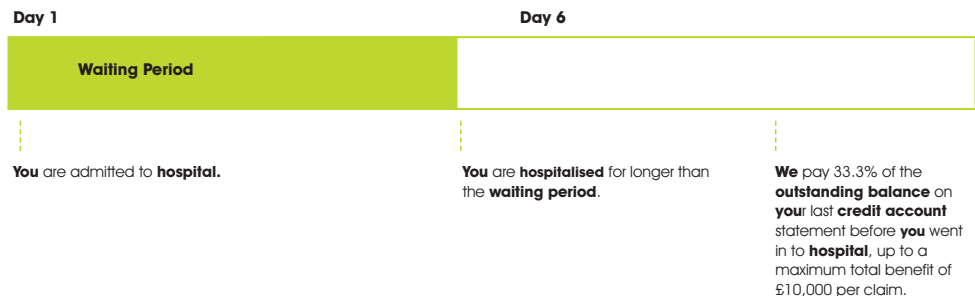 Day 1
Day 6
Waiting Period
You are admitted to hospital.
You are hospitalised for longer than
the waiting period.
We pay 33.3% of the
outstanding balance on
your last credit account
statement before you went
in to hospital, up to a
maximum total benefit of
£10,000 per claim.